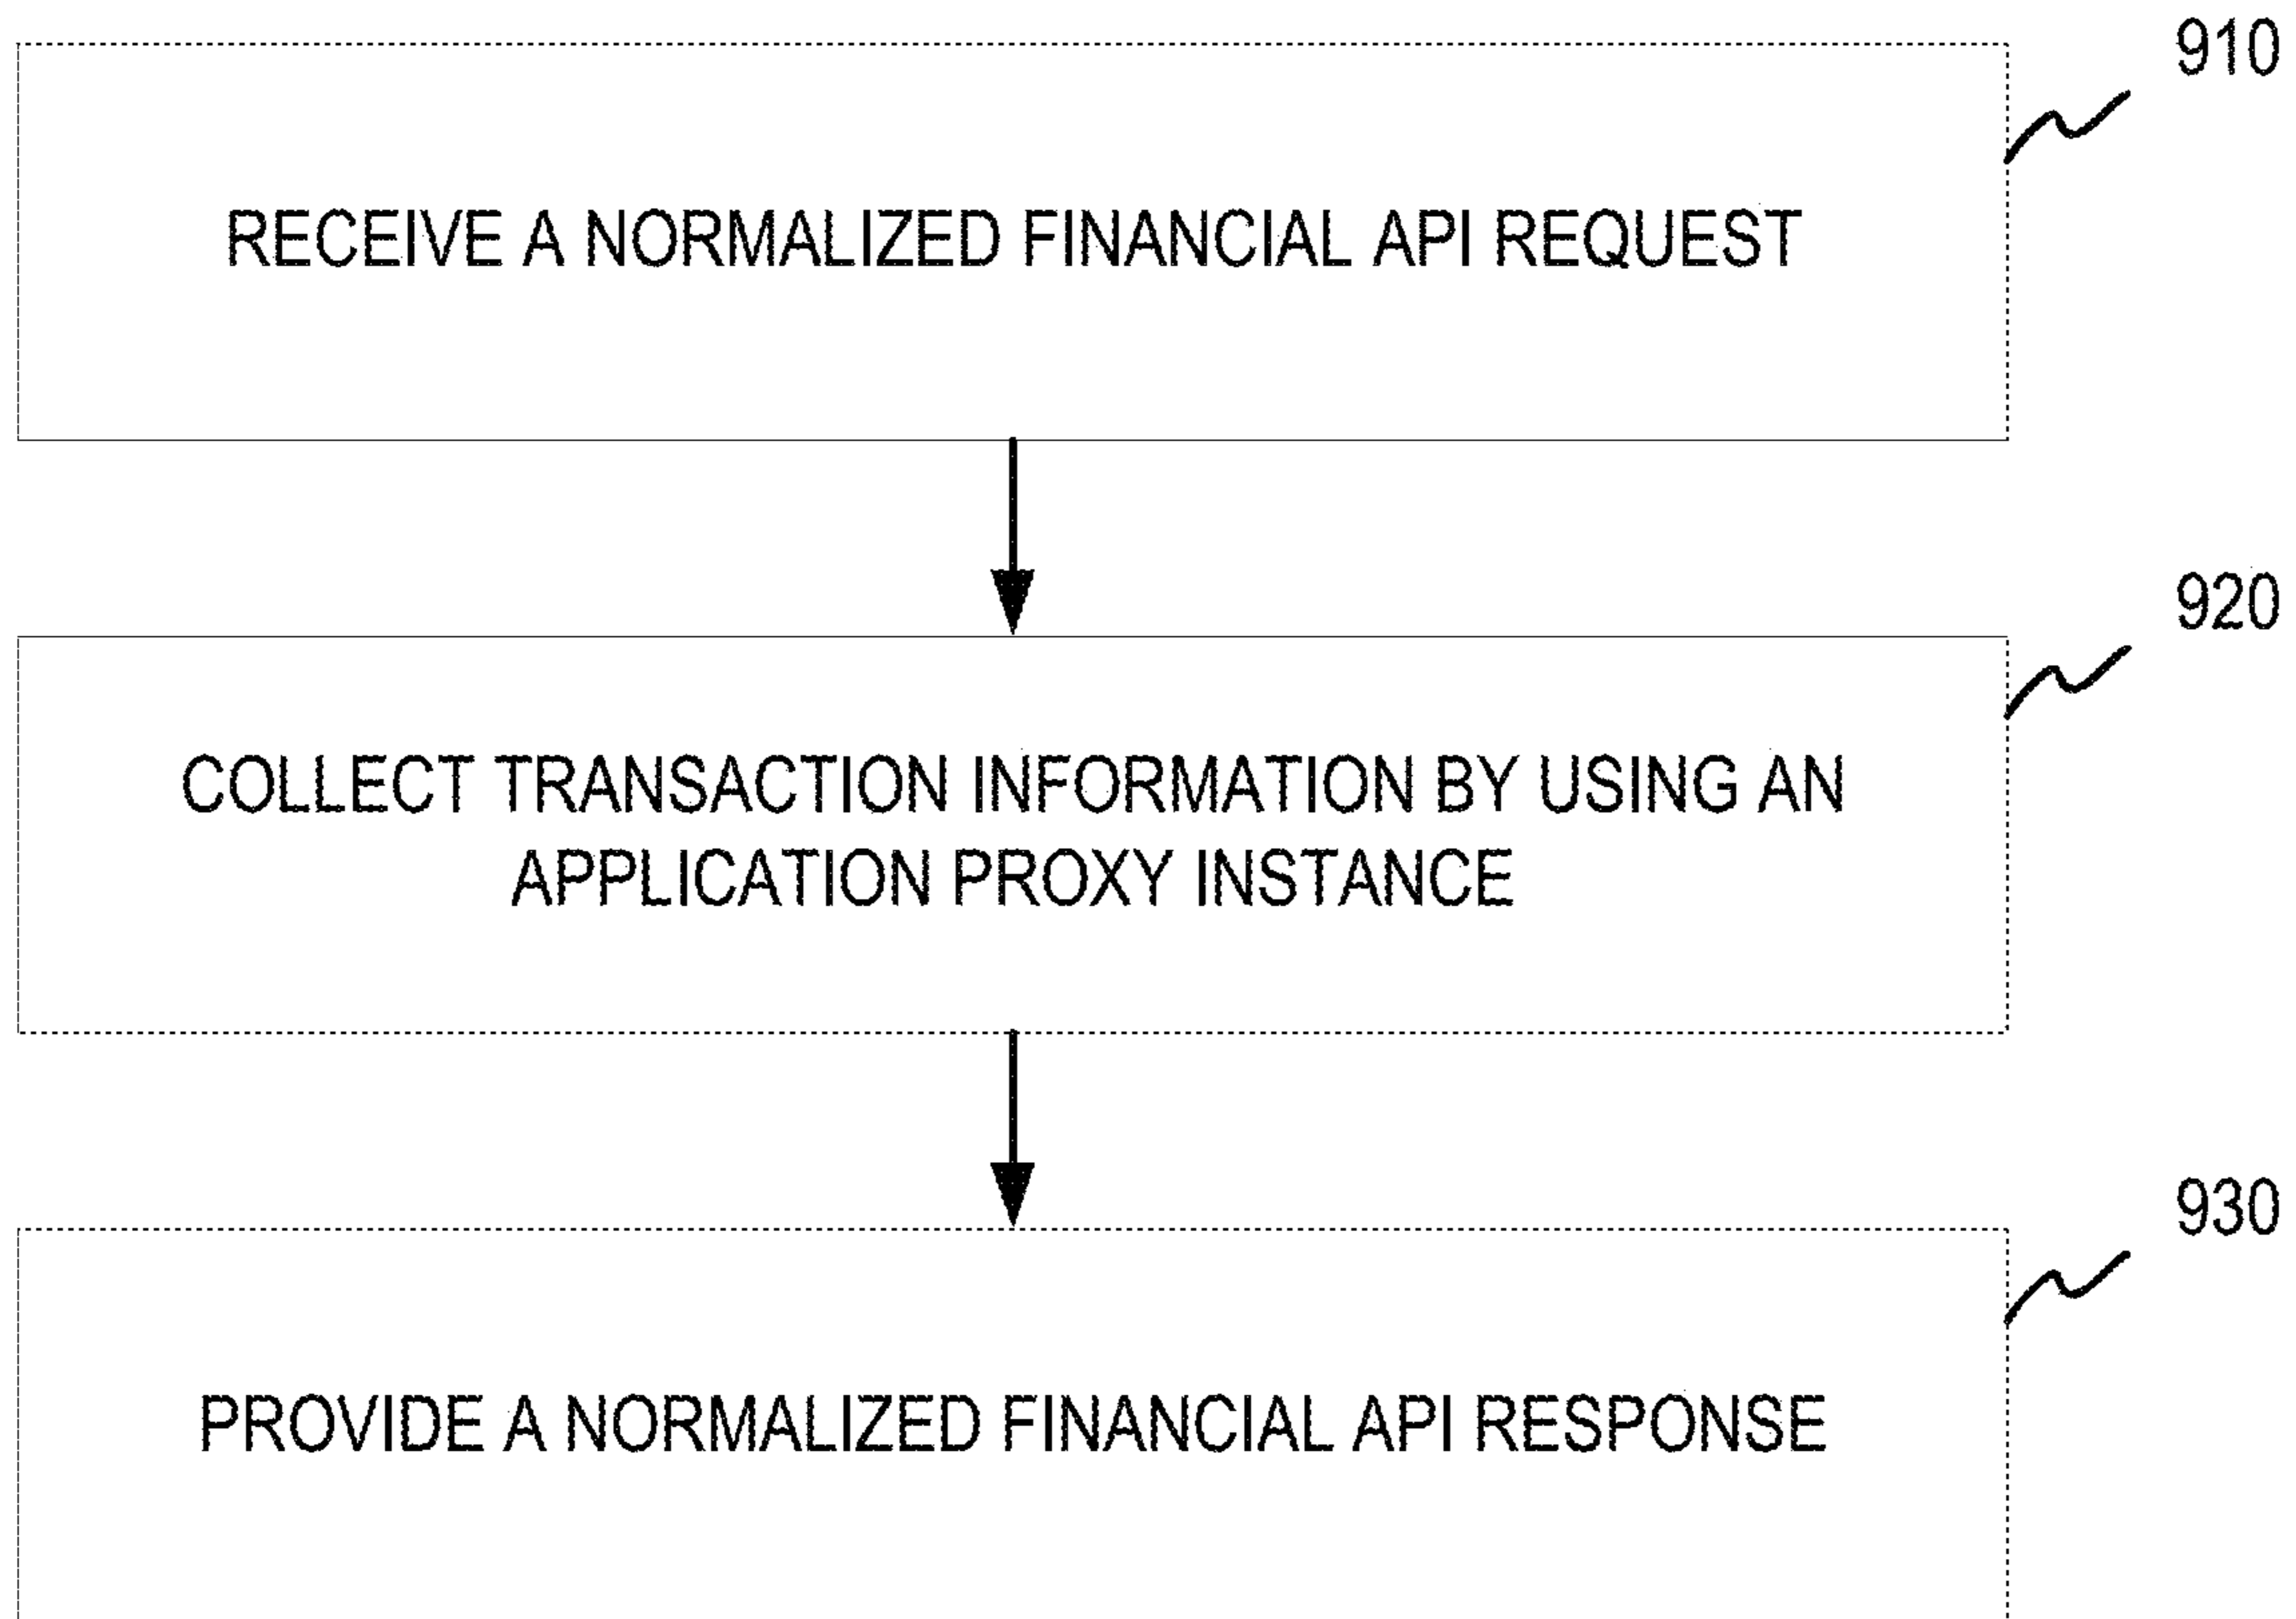 910
RECEIVE A NORMALIZED FINANCIAL API REQUEST
920
COLLECT TRANSACTION INFORMATION BY USING AN
APPLICATION PROXY INSTANCE
930
PROVIDE A NORMALIZED FINANCIAL API RESPONSE